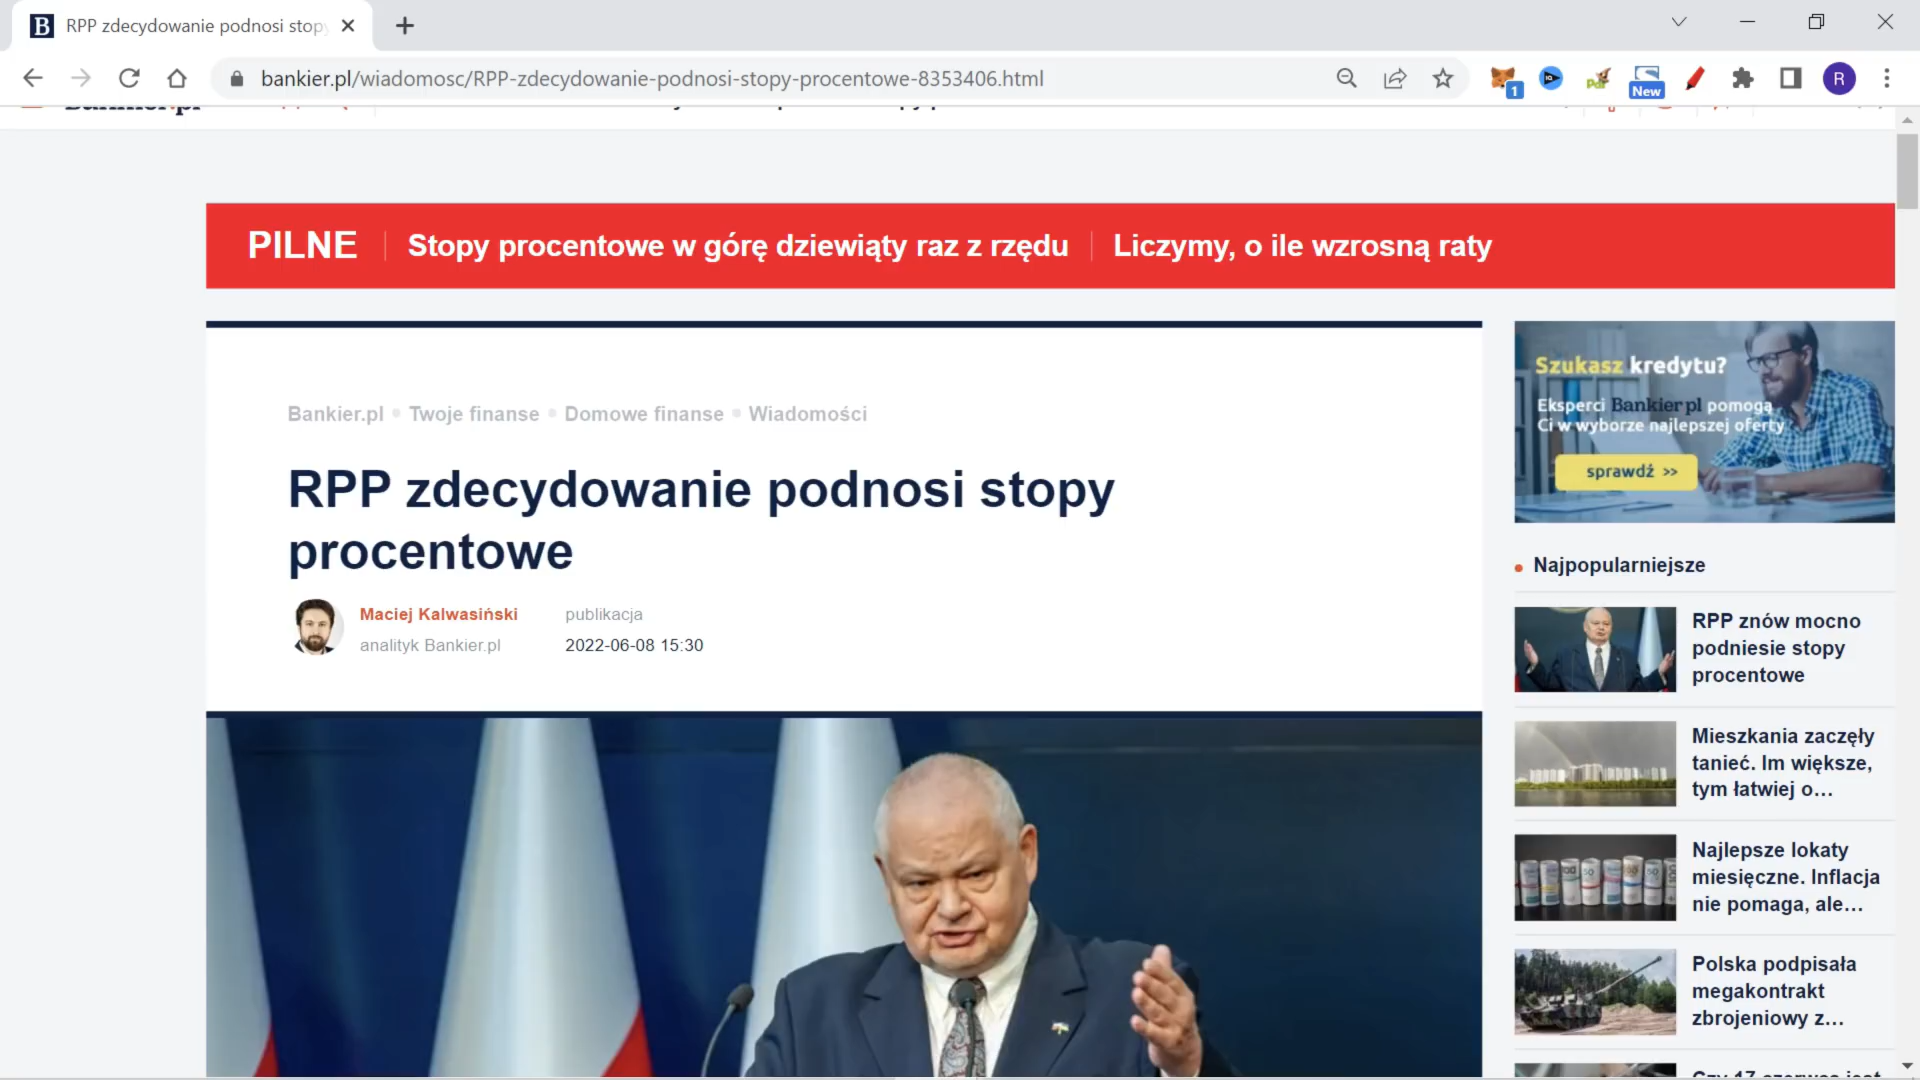 RPP zdecydowanie podnosi stop
bankier.pl/wiadomosc/RPP-zdecydowanie-podnosi-stopy-procentowe-8353406.html
1
New
R
PILNE
Stopy procentowe w górę dziewiąty raz z rzędu
Liczymy, o ile wzrosną raty
Bankier.pl
Twoje finanse
Domowe finanse
Wiadomości
RPP zdecydowanie podnosi stopy
procentowe
Maciej Kalwasiński
analityk Bankier.pl
publikacja
2022-06-08 15:30
Szukasz kredytu?
Eksperci Bankier.pl pomogą
Ci w wyborze najlepszej oferty
sprawdź >>
Najpopularniejsze
RPP znów mocno
podniesie stopy
procentowe
Mieszkania zaczęły
tanieć. Im większe,
tym łatwiej o...
Najlepsze lokaty
miesięczne. Inflacja
nie pomaga, ale...
Polska podpisała
megakontrakt
zbrojeniowy z...